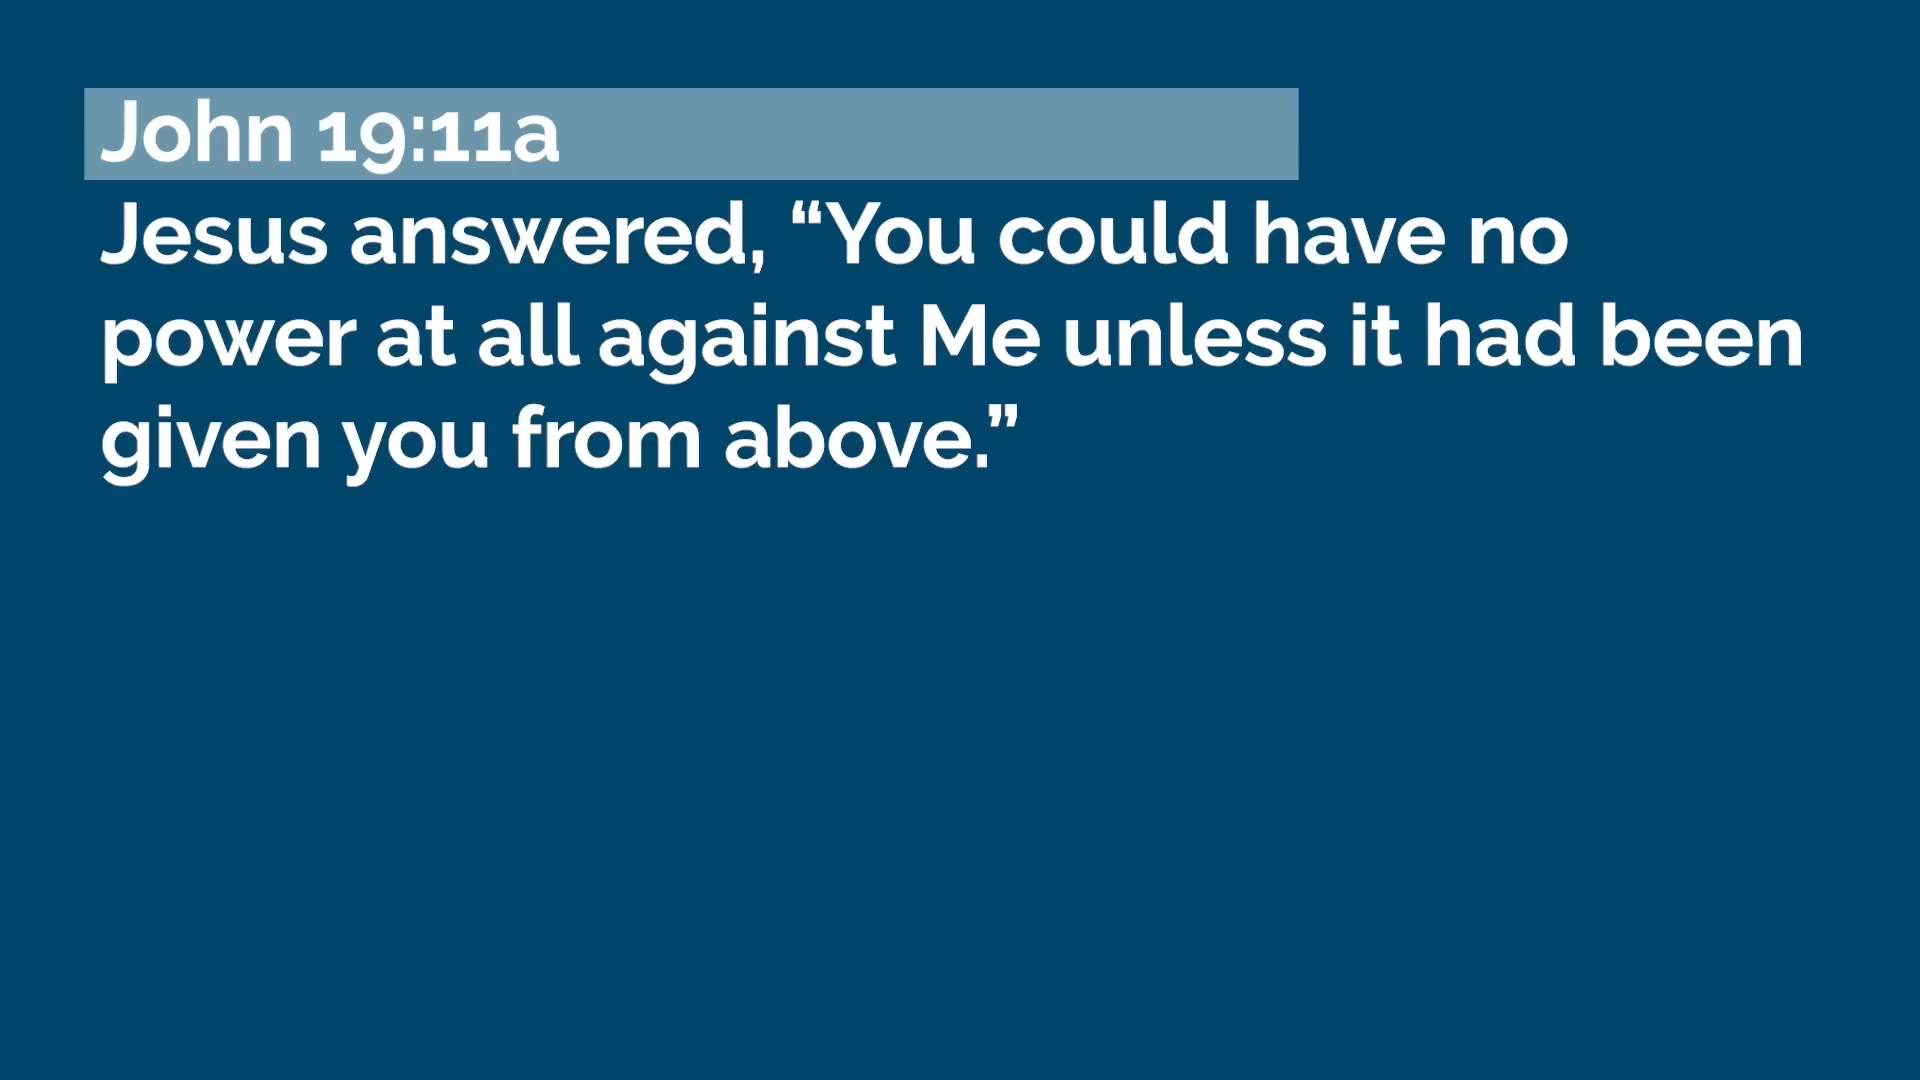 John 19:11a
Jesus answered, “You could have no
power at all against Me unless it had been
given you from above.”